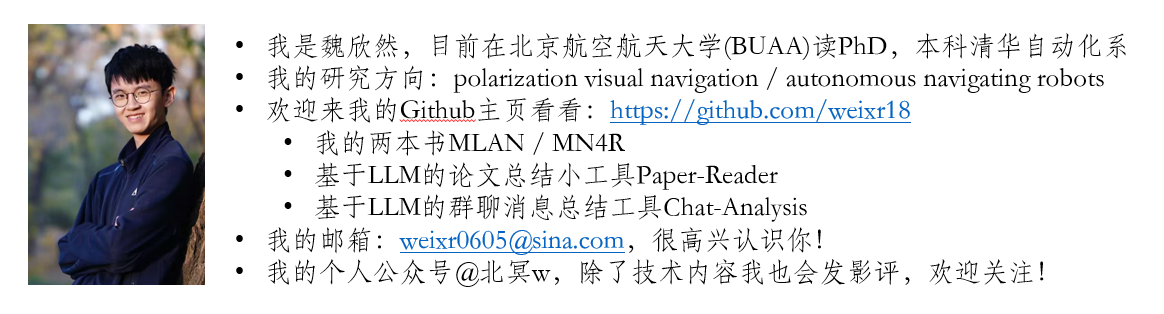 • 我是魏欣然，目前在北京航空航天大学(BUAA)读PhD，本科清华自动化系
• 我的研究方向：polarization visual navigation / autonomous navigating robots
• 欢迎来我的Github主页看看：https://github.com/weixr18
• 我的两本书MLAN / MN4R
• 基于LLM的论文总结小工具Paper-Reader
• 基于LLM的群聊消息总结工具Chat-Analysis
• 我的邮箱：weixr0605@sina.com，很高兴认识你！
• 我的个人公众号@北冥w，除了技术内容我也会发影评，欢迎关注！